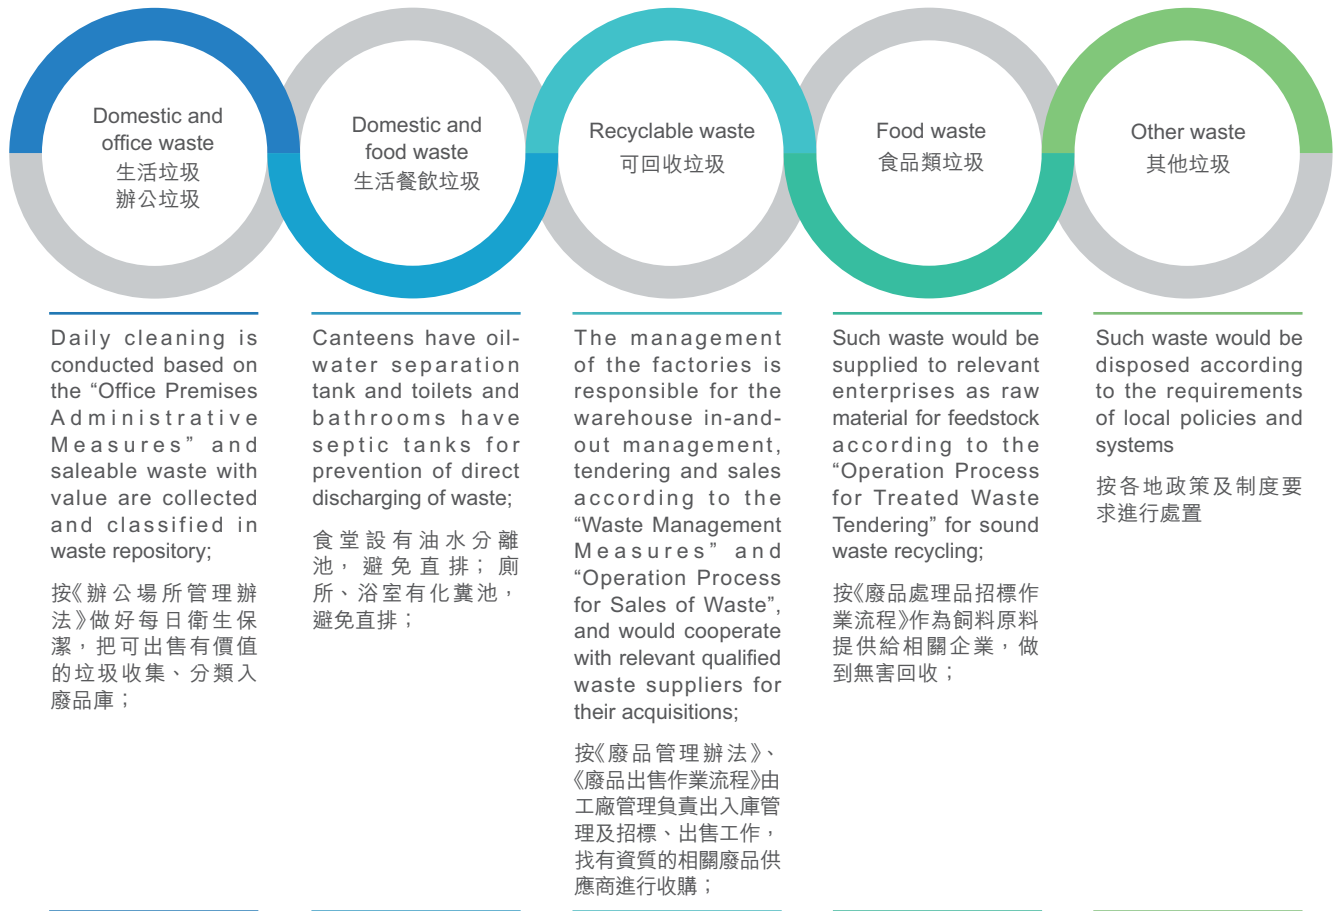 Domestic and
office waste
生活垃圾
辦公垃圾
Domestic and
food waste
生活餐飲垃圾
Recyclable waste
可回收垃圾
Food waste
食品類垃圾
Other waste
其他垃圾
Daily cleaning is
conducted based on
the “Office Premises
Administrative
Measures” and
saleable waste with
value are collected
and classified in
waste repository;
按《辦公場所管理辦
法》做好每日衛生保
潔，把可出售有價值
的垃圾收集、分類入
廢品庫；
Canteens have oil-
water separation
tank and toilets and
bathrooms have
septic tanks for
prevention of direct
discharging of waste;
食堂設有油水分離
池，避免直排；廁
所、浴室有化糞池，
避免直排；
The management
of the factories is
responsible for the
warehouse in-and-
out management,
tendering and sales
according to the
“Waste Management
Measures” and
“Operation Process
for Sales of Waste”,
and would cooperate
with relevant qualified
waste suppliers for
their acquisitions;
按《廢品管理辦法》、
《廢品出售作業流程》由
工廠管理負責出入庫管
理及招標、出售工作，
找有資質的相關廢品供
應商進行收購；
Such waste would be
supplied to relevant
enterprises as raw
material for feedstock
according to the
“Operation Process
for Treated Waste
Tendering” for sound
waste recycling;
按《廢品處理品招標作
業流程》作為飼料原料
提供給相關企業，做
到無害回收；
Such waste would be
disposed according
to the requirements
of local policies and
systems
按各地政策及制度要
求進行處置